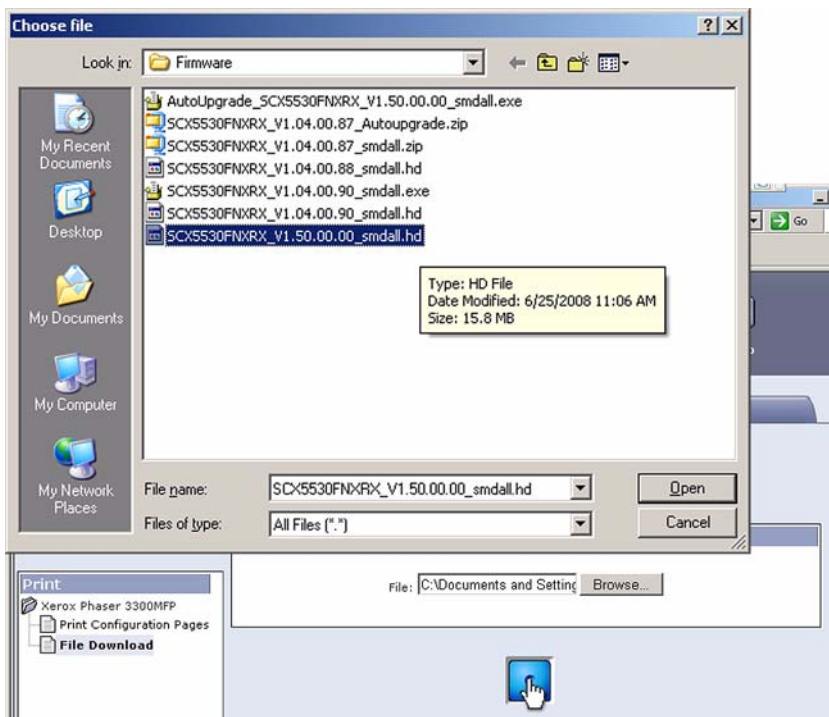 Choose file
Look in:
Firmware
My Recent
Documents
Desktop
My Documents
My Computer
My Network
Places
AutoUpgrade_SCX5530FNXRX_V1.50.00.00_smdall.exe
SCX5530FNXRX_V1.04.00.87_Autoupgrade.zip
SCX5530FNXRX_V1.04.00.87_smdall.zip
SCX5530FNXRX_V1.04.00.88_smdall.hd
SCX5530FNXRX_V1.04.00.90_smdall.exe
SCX5530FNXRX_V1.04.00.90_smdall.hd
SCX5530FNXRX_V1.50.00.00_smdall.hd
Type: HD File
Date Modified: 6/25/2008 11:06 AM
Size: 15.8 MB
File name:
SCX5530FNXRX_V1.50.00.00_smdall.hd
Open
Files of type:
All Files (*.*)
Cancel
Go
File:
C:\Documents and Setting
Browse...
Print
Xerox Phaser 3300MFP
Print Configuration Pages
File Download